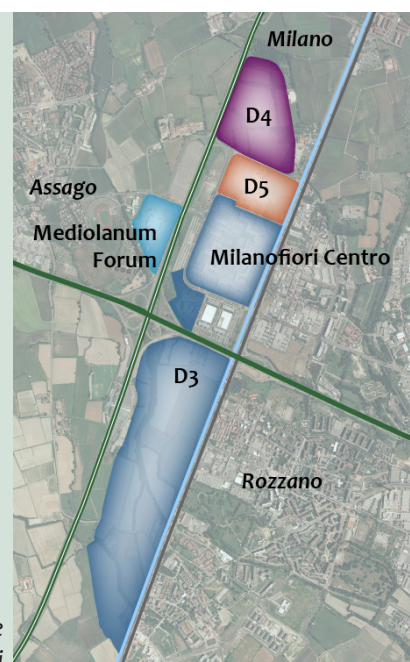 Milano
D4
D5
Assago
Mediolanum
Forum
Milanofiori Centro
D3
Rozzano
e
i